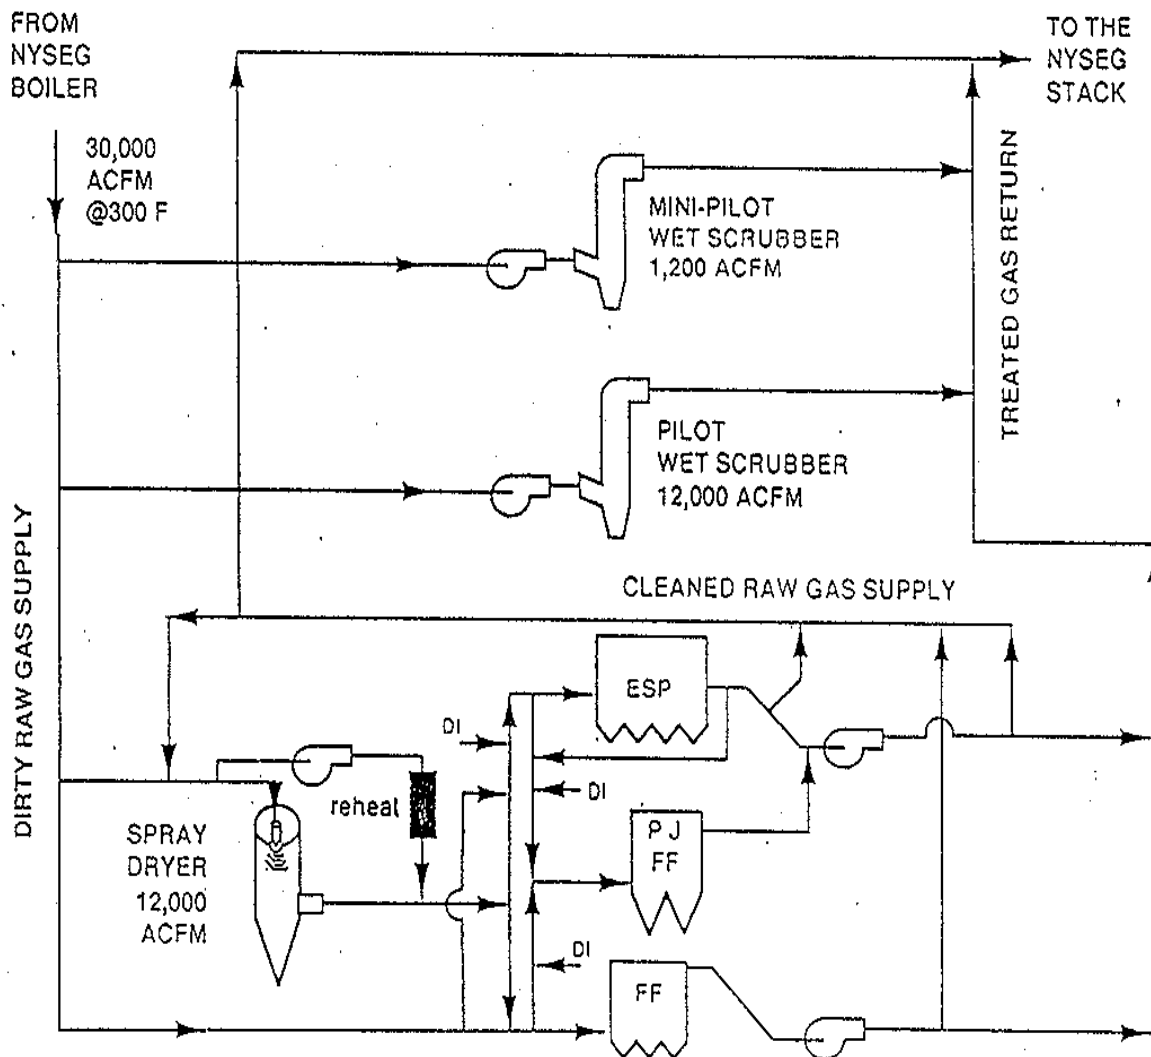 FROM
NYSEG
BOILER
TO THE
NYSEG
STACK
30,000
ACFM
@300 F
MINI-PILOT
WET SCRUBBER
1,200 ACFM
TREATED GAS RETURN
PILOT
WET SCRUBBER
12,000 ACFM
DIRTY RAW GAS SUPPLY
CLEANED RAW GAS SUPPLY
ESP
DI
DI
reheat
SPRAY
DRYER
12,000
ACFM
PJ
FF
DI
FF